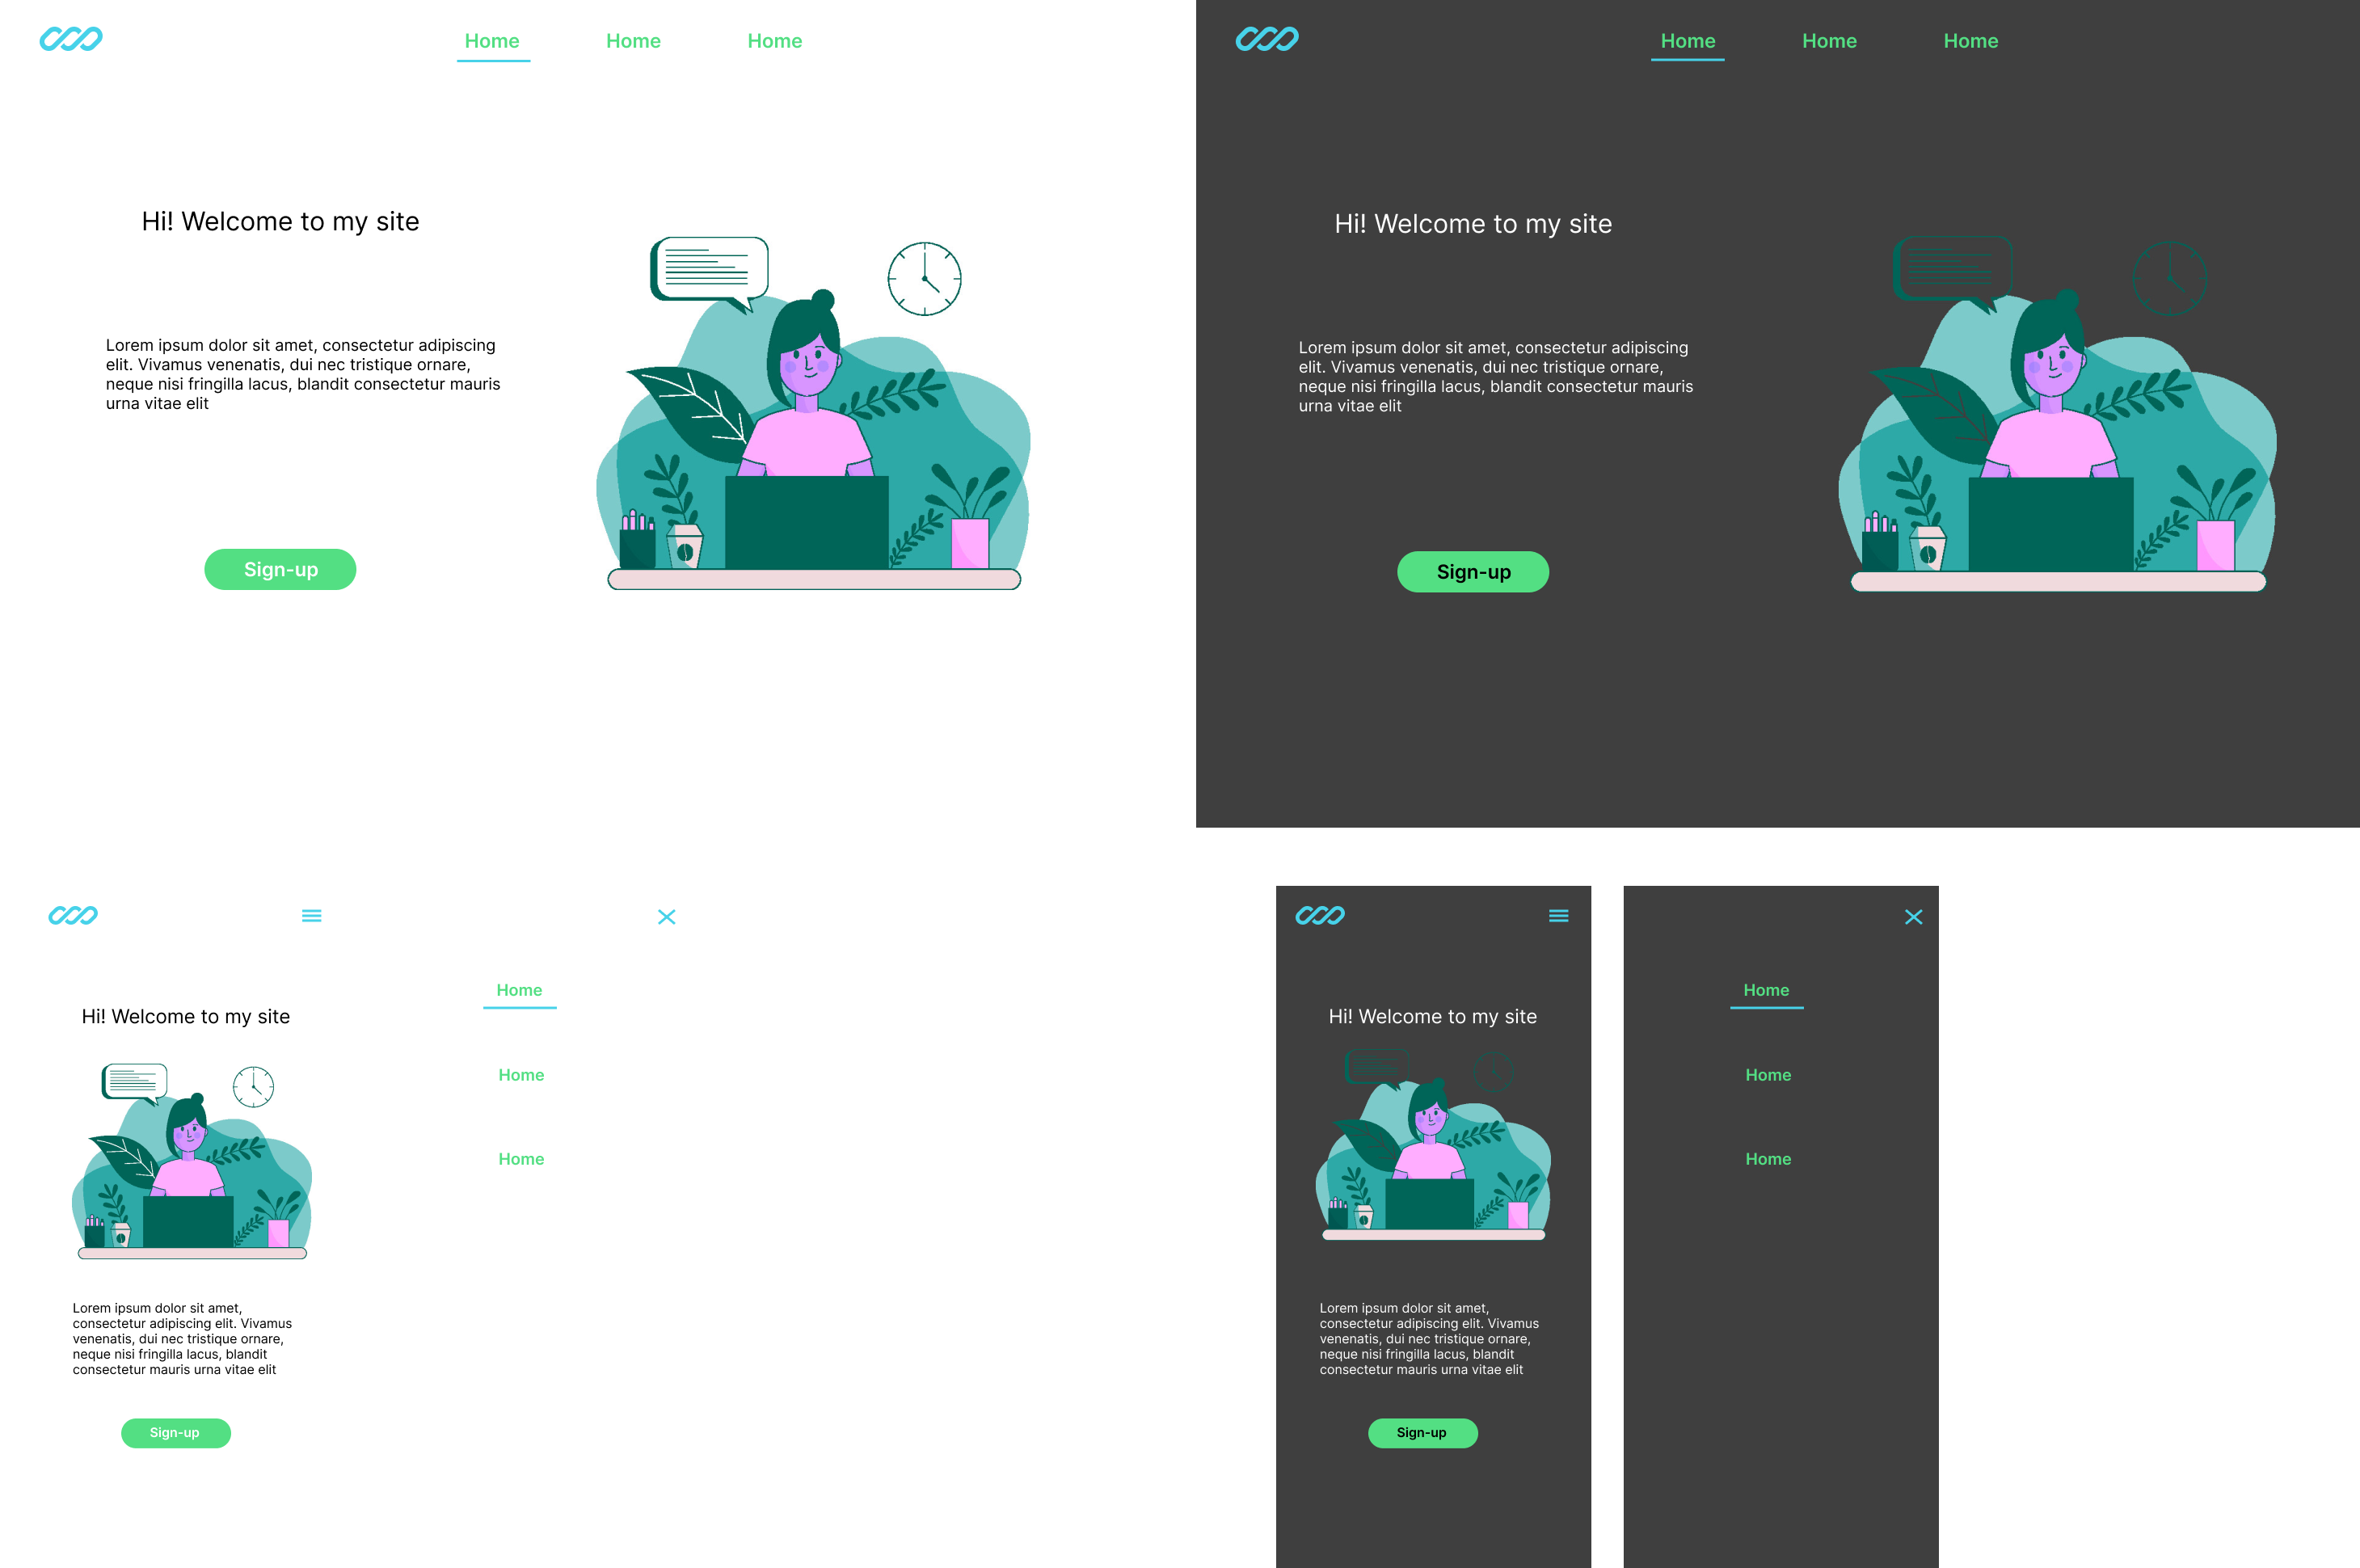 Home Home Home
Hi! Welcome to my site
Lorem ipsum dolor sit amet, consectetur adipiscing
elit. Vivamus venenatis, dui nec tristique ornare,
neque nisi fringilla lacus, blandit consectetur mauris
urna vitae elit
Sign-up
Home Home Home
Hi! Welcome to my site
Lorem ipsum dolor sit amet, consectetur adipiscing
elit. Vivamus venenatis, dui nec tristique ornare,
neque nisi fringilla lacus, blandit consectetur mauris
urna vitae elit
Sign-up
Hi! Welcome to my site
Lorem ipsum dolor sit amet,
consectetur adipiscing elit. Vivamus
venenatis, dui nec tristique ornare,
neque nisi fringilla lacus, blandit
consectetur mauris urna vitae elit
Sign-up
Home
Home
Home
Hi! Welcome to my site
Lorem ipsum dolor sit amet,
consectetur adipiscing elit. Vivamus
venenatis, dui nec tristique ornare,
neque nisi fringilla lacus, blandit
consectetur mauris urna vitae elit
Sign-up
Home
Home
Home